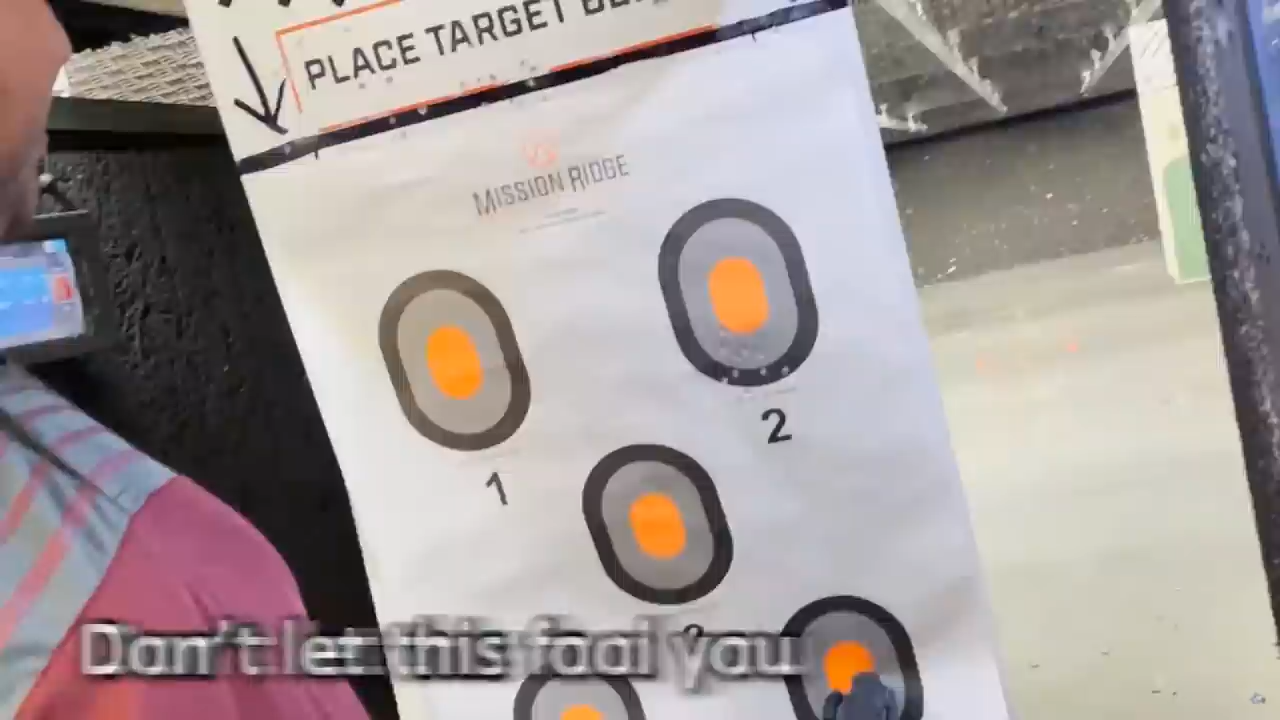 PLACE TARGET
MISSION RIDGE
1
2
Don't let this fool you